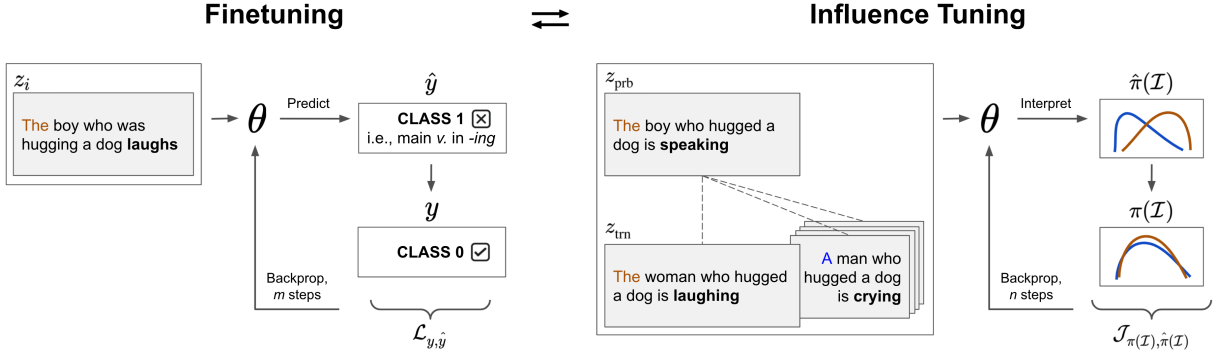 Finetuning
Influence Tuning
z_i
The boy who was
hugging a dog laughs
θ
Predict
ŷ
CLASS 1
i.e., main v. in -ing
y
CLASS 0
Backprop,
m steps
ℒ_{y,ŷ}
z_prb
The boy who hugged a
dog is speaking
z_trn
The woman who hugged
a dog is laughing
A man who
hugged a dog
is crying
θ
Interpret
π̂(ℐ)
π(ℐ)
Backprop,
n steps
𝒥_{π(ℐ),π̂(ℐ)}